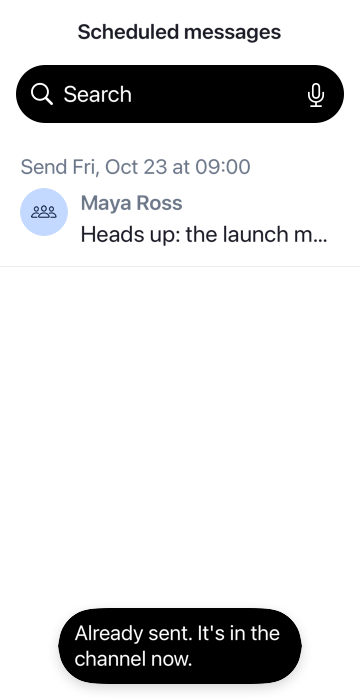 Scheduled messages
Search
Send Fri, Oct 23 at 09:00
Maya Ross
Heads up: the launch m...
Already sent. It's in the
channel now.